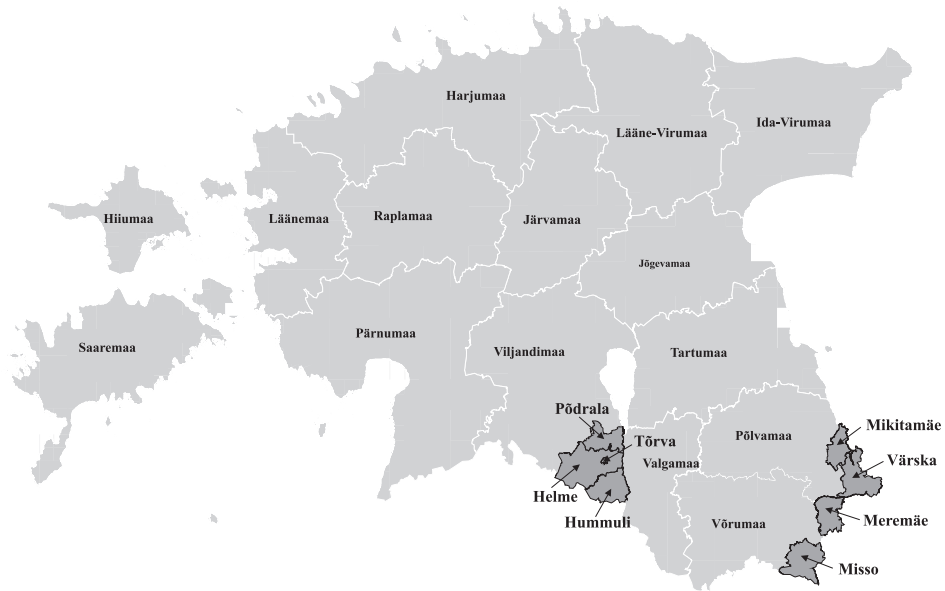 Harjumaa
Lääne-Virumaa
Ida-Virumaa
Hiiumaa
Läänemaa
Raplamaa
Järvamaa
Jõgevamaa
Saaremaa
Pärnumaa
Viljandimaa
Tartumaa
Põdrala
Tõrva
Valgamaa
Põlvamaa
Mikitamäe
Värska
Helme
Hummuli
Võrumaa
Meremäe
Misso